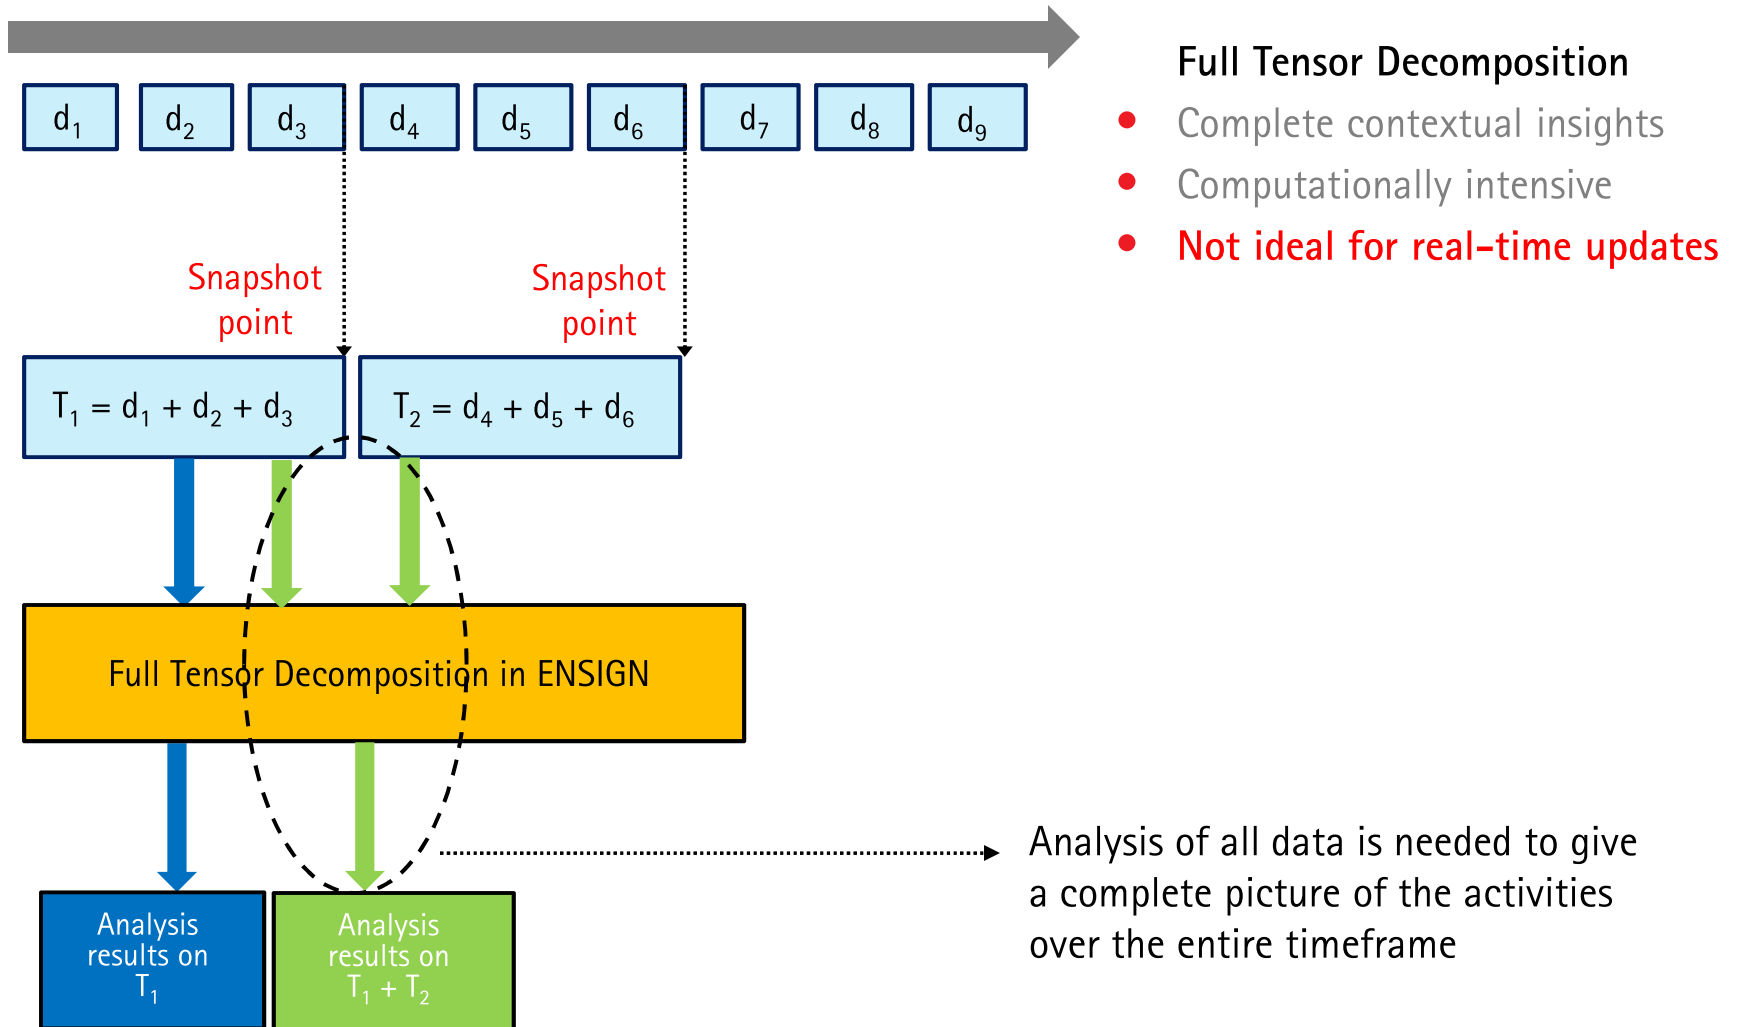 Full Tensor Decomposition
• Complete contextual insights
• Computationally intensive
• Not ideal for real-time updates
d₁ d₂ d₃ d₄ d₅ d₆ d₇ d₈ d₉
Snapshot
point
Snapshot
point
T₁ = d₁ + d₂ + d₃
T₂ = d₄ + d₅ + d₆
Full Tensor Decomposition in ENSIGN
Analysis of all data is needed to give
a complete picture of the activities
over the entire timeframe
Analysis
results on
T₁
Analysis
results on
T₁ + T₂